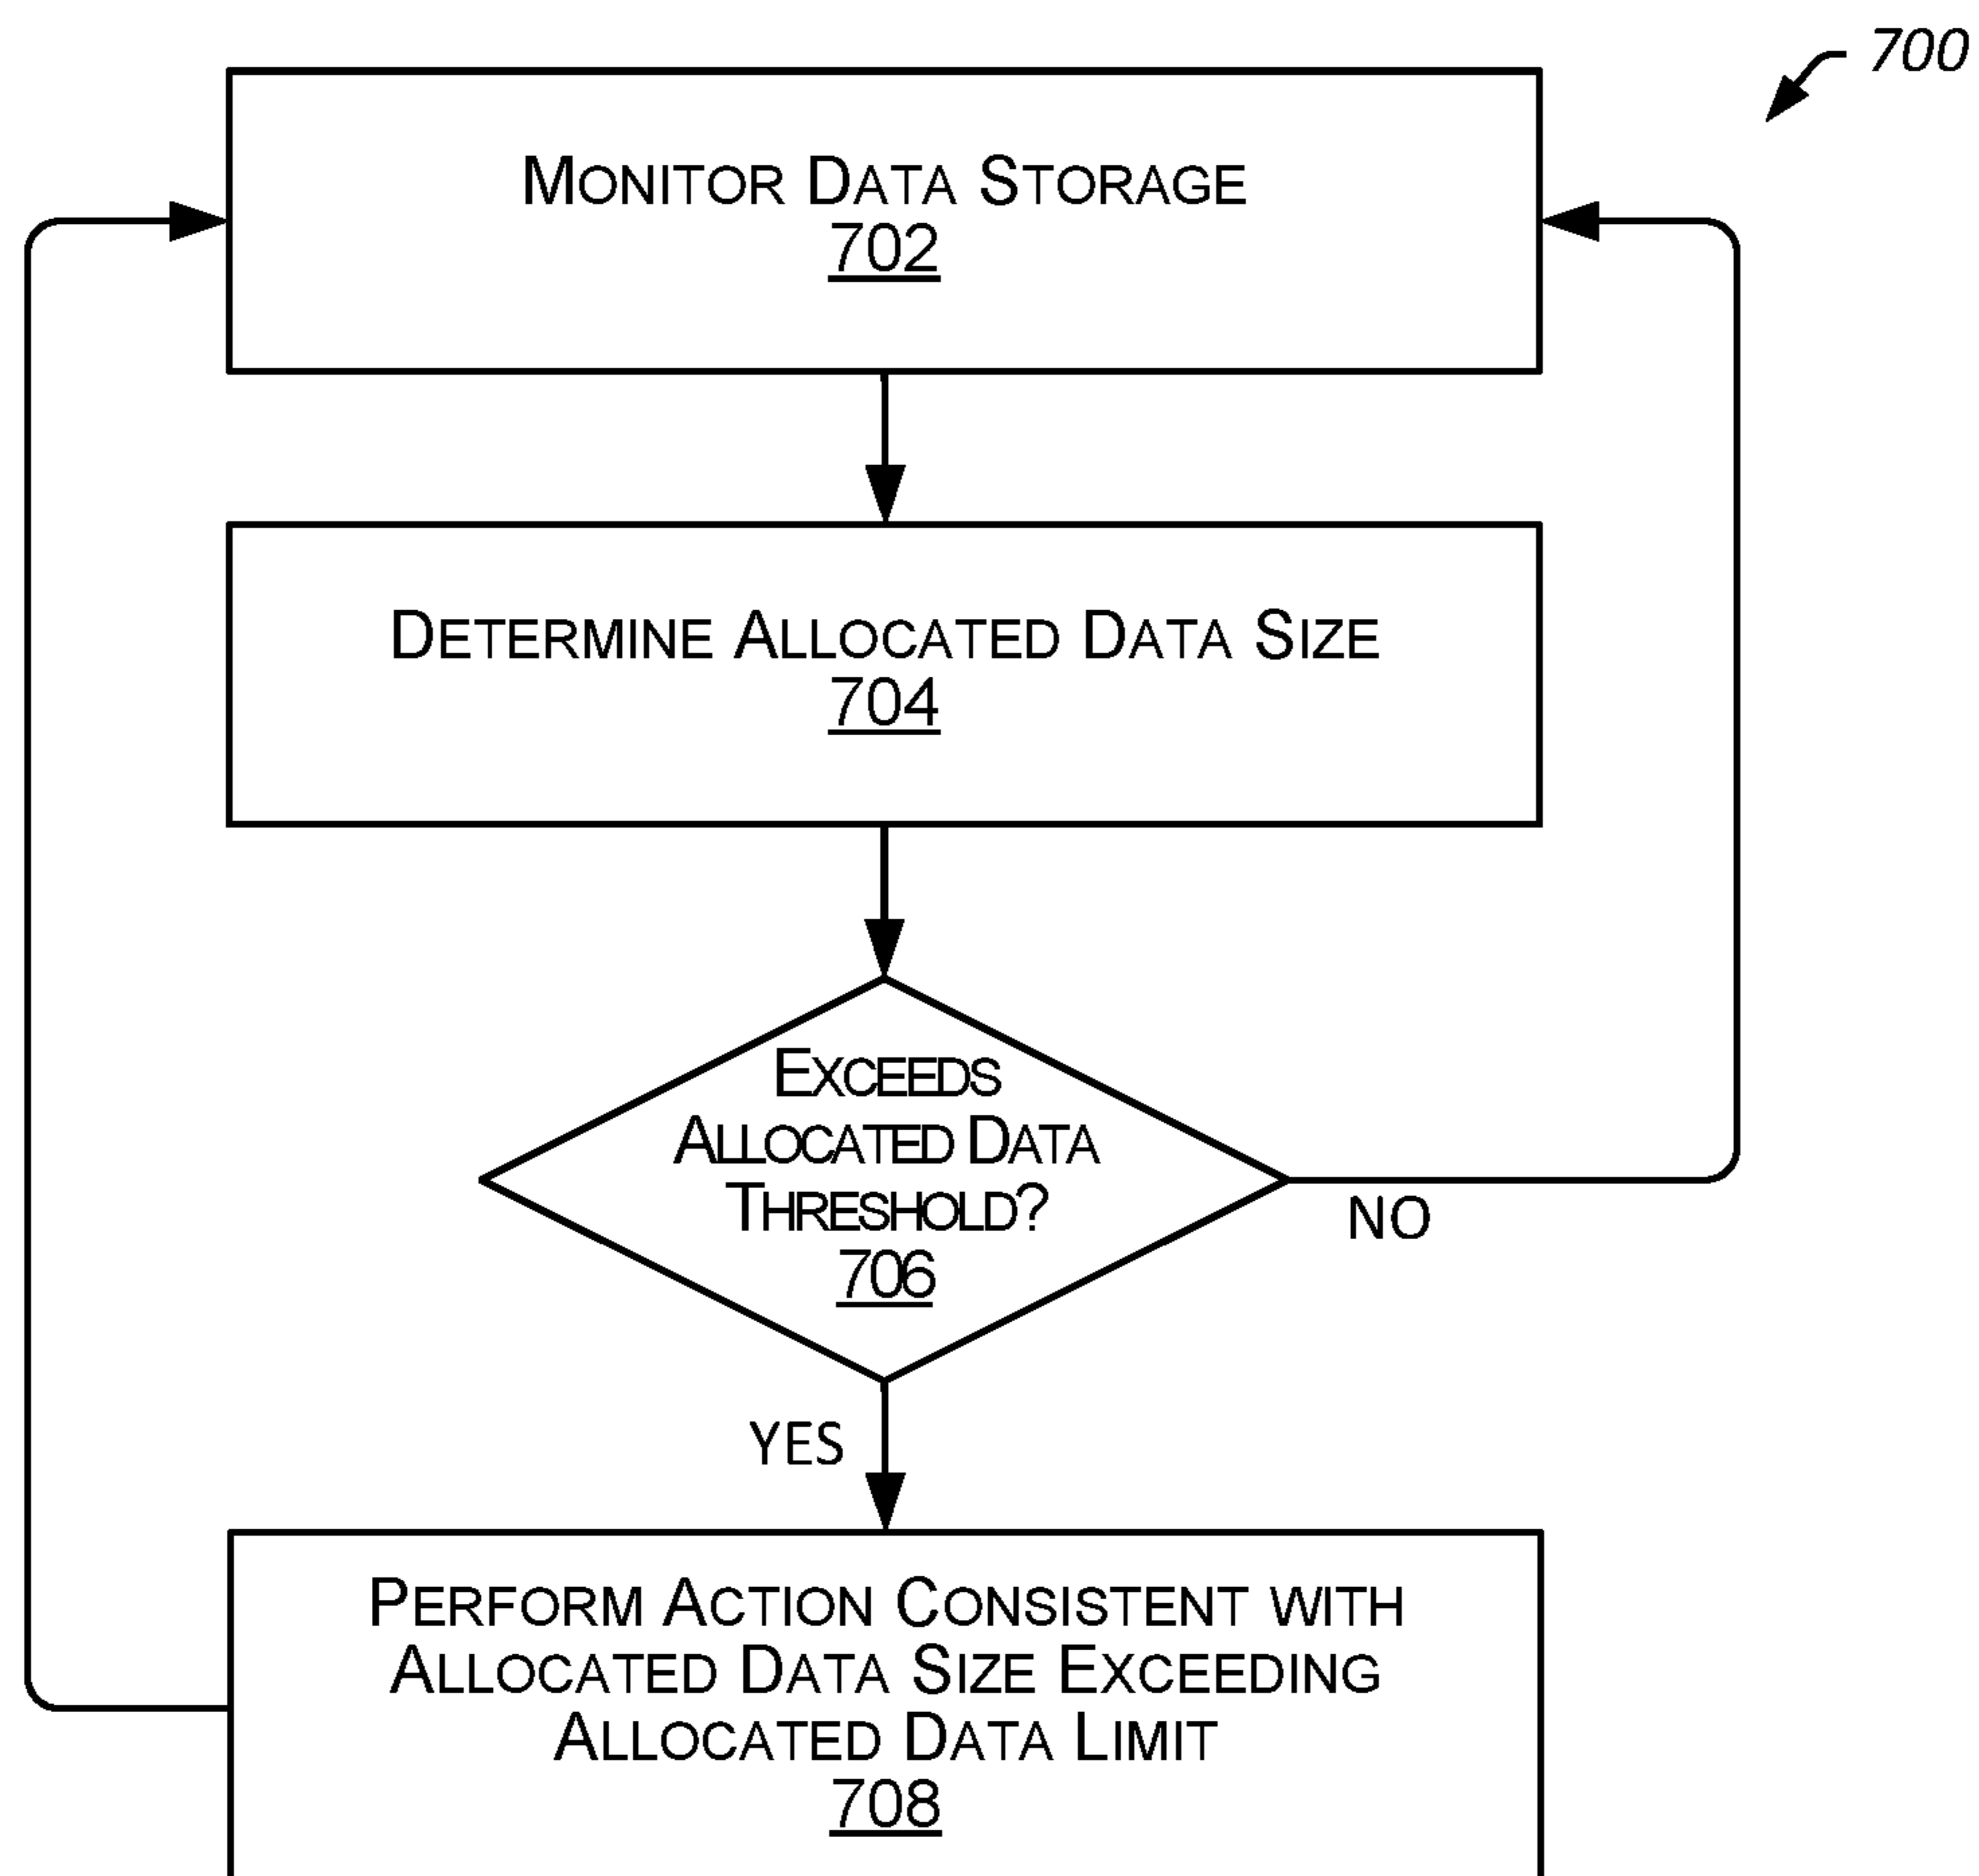 700
MONITOR DATA STORAGE
702
DETERMINE ALLOCATED DATA SIZE
704
EXCEEDS
ALLOCATED DATA
THRESHOLD?
706
NO
YES
PERFORM ACTION CONSISTENT WITH
ALLOCATED DATA SIZE EXCEEDING
ALLOCATED DATA LIMIT
708